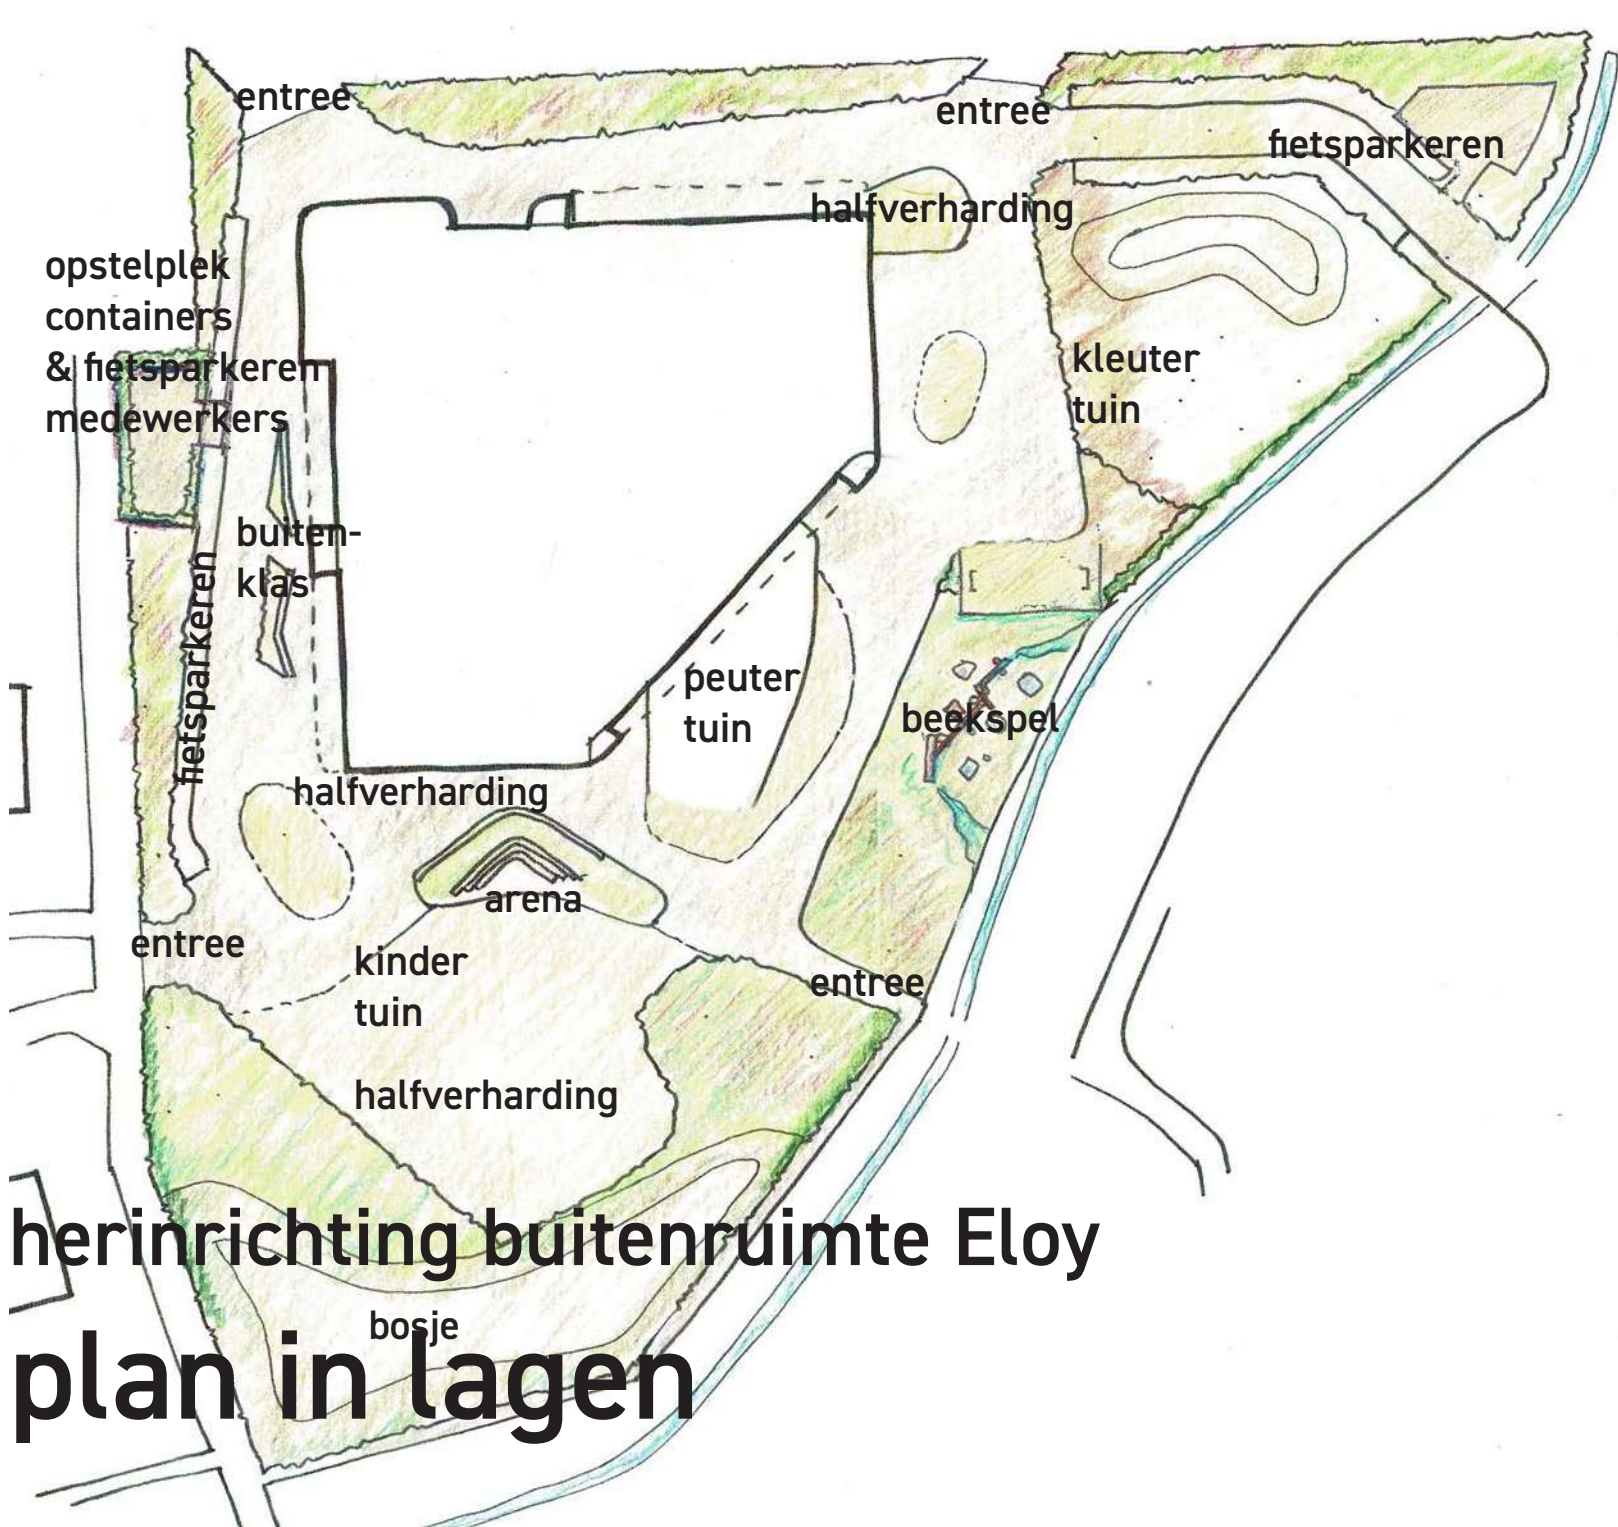 entree
entree
fietsparkeren
halfverharding
opstelplek
containers
& fietsparkeren
medewerkers
kleuter
tuin
buiten-
klas
fietsparkeren
peuter
tuin
beekspel
halfverharding
arena
entree
kinder
tuin
entree
halfverharding
herinrichting buitenruimte Eloy
bosje
plan in lagen